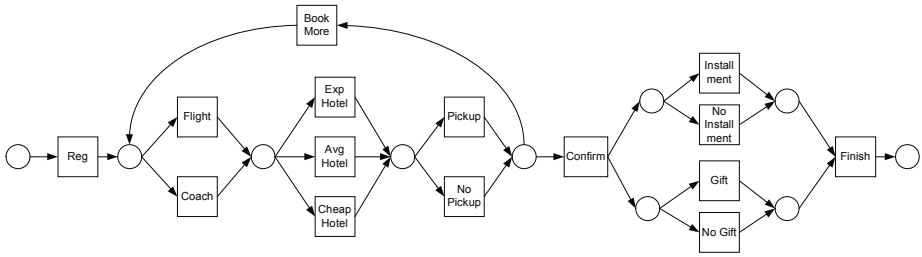 Book
More
Reg
Flight
Coach
Exp
Hotel
Avg
Hotel
Cheap
Hotel
Pickup
No
Pickup
Confirm
Install
ment
No
Install
ment
Gift
No Gift
Finish